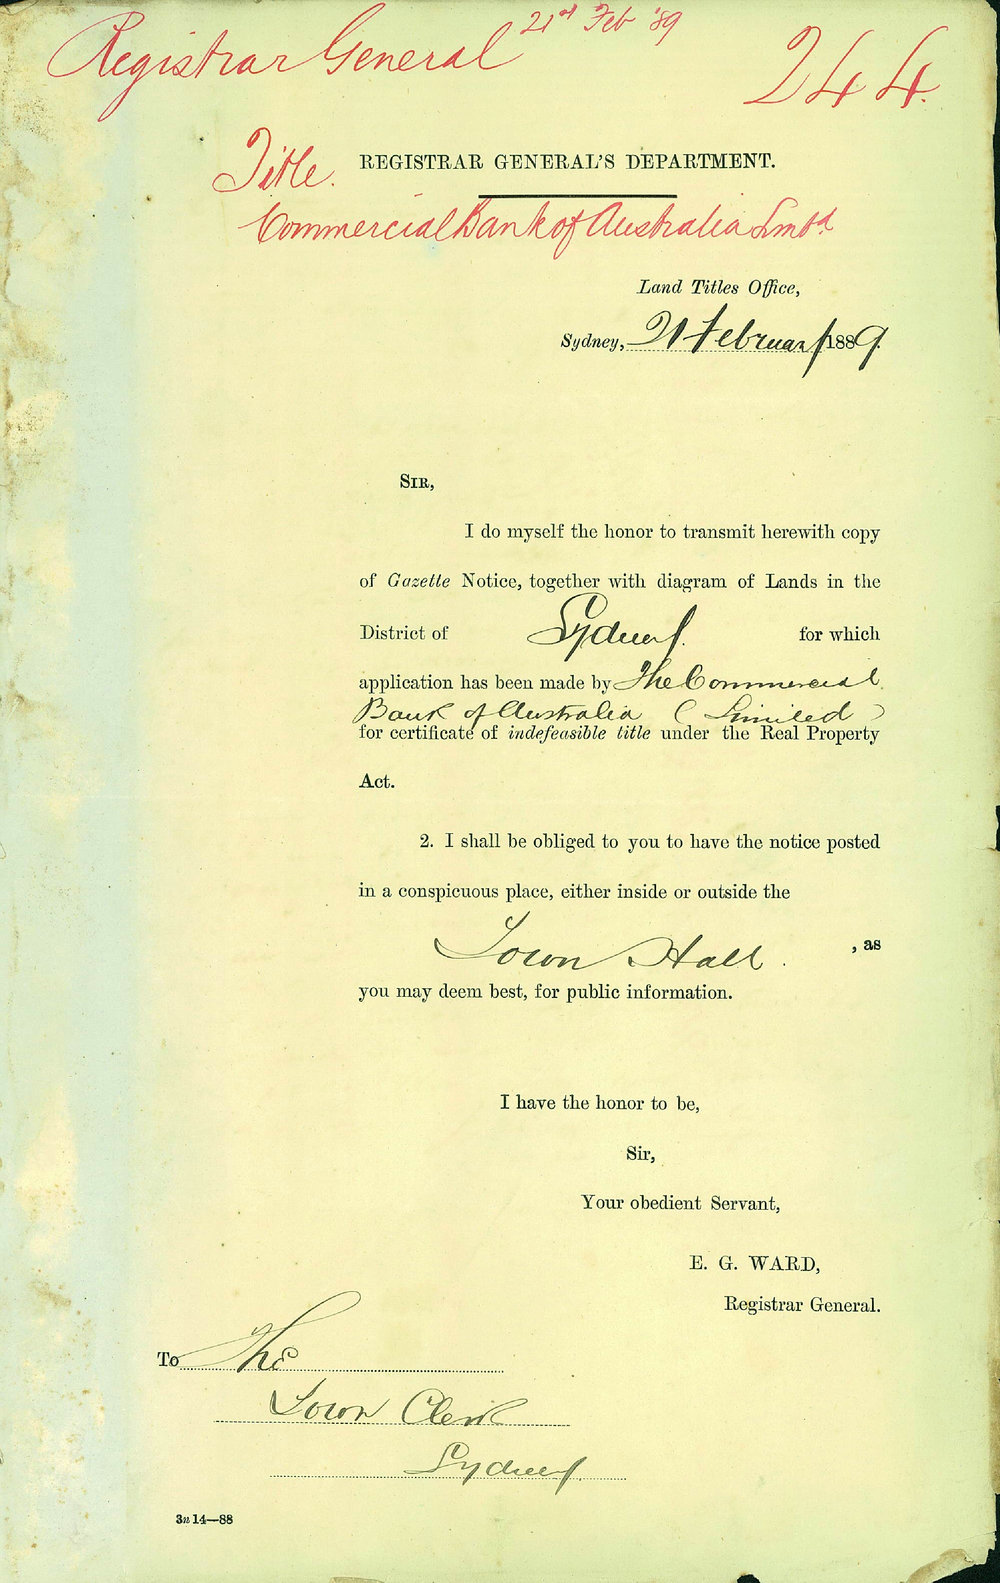 Registrar General 21st Feb '89
244.
Title. REGISTRAR GENERAL'S DEPARTMENT.
Commercial Bank of Australia Lmtd
Land Titles Office,
Sydney, 21 February 1889.
SIR,
I do myself the honor to transmit herewith copy
of Gazette Notice, together with diagram of Lands in the
District of Sydney. for which
application has been made by The Commercial
Bank of Australia (Limited)
for certificate of indefeasible title under the Real Property
Act.
2. I shall be obliged to you to have the notice posted
in a conspicuous place, either inside or outside the
Town Hall. , as
you may deem best, for public information.
I have the honor to be,
Sir,
Your obedient Servant,
E. G. WARD,
Registrar General.
To The
Town Clerk
Sydney.
3n 14—88